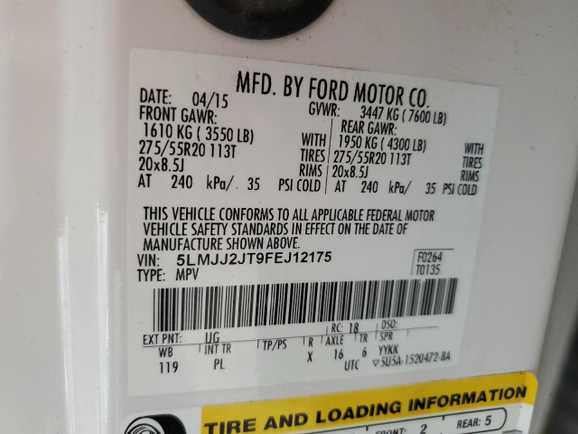 MFD. BY FORD MOTOR CO.
DATE: 04/15 GVWR: 3447 KG (7600 LB)
FRONT GAWR: REAR GAWR:
1610 KG (3550 LB) WITH 1950 KG (4300 LB) WITH
275/55R20 113T TIRES 275/55R20 113T TIRES
20x8.5J RIMS 20x8.5J RIMS
AT 240 kPa/ 35 PSI COLD AT 240 kPa/ 35 PSI COLD
THIS VEHICLE CONFORMS TO ALL APPLICABLE FEDERAL MOTOR
VEHICLE SAFETY STANDARDS IN EFFECT ON THE DATE OF
MANUFACTURE SHOWN ABOVE.
VIN: 5LMJJ2JT9FEJ12175 F0264
TYPE: MPV T0135
EXT PNT: UG RC: 18 DSO:
WB INT TR TP/PS R AXLE TR SPR
119 PL X 16 6 YYKK
UTC 5U5A-1520472-BA
TIRE AND LOADING INFORMATION
FRONT: 2 REAR: 5